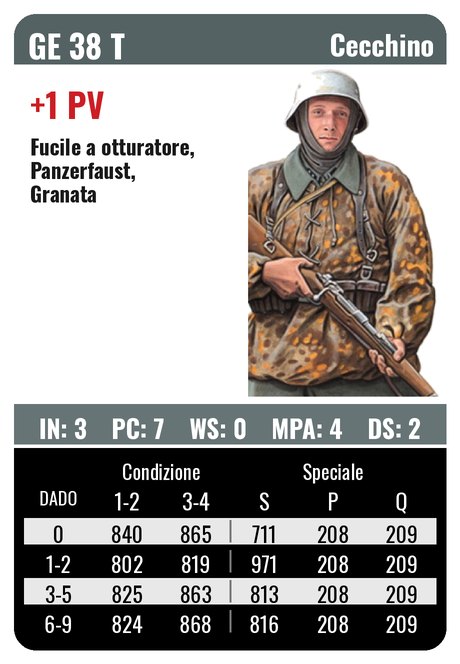 GE 38 T Cecchino
+1 PV
Fucile a otturatore,
Panzerfaust,
Granata
IN: 3 PC: 7 WS: 0 MPA: 4 DS: 2
Condizione Speciale
DADO 1-2 3-4 S P Q
0 840 865 711 208 209
1-2 802 819 971 208 209
3-5 825 863 813 208 209
6-9 824 868 816 208 209